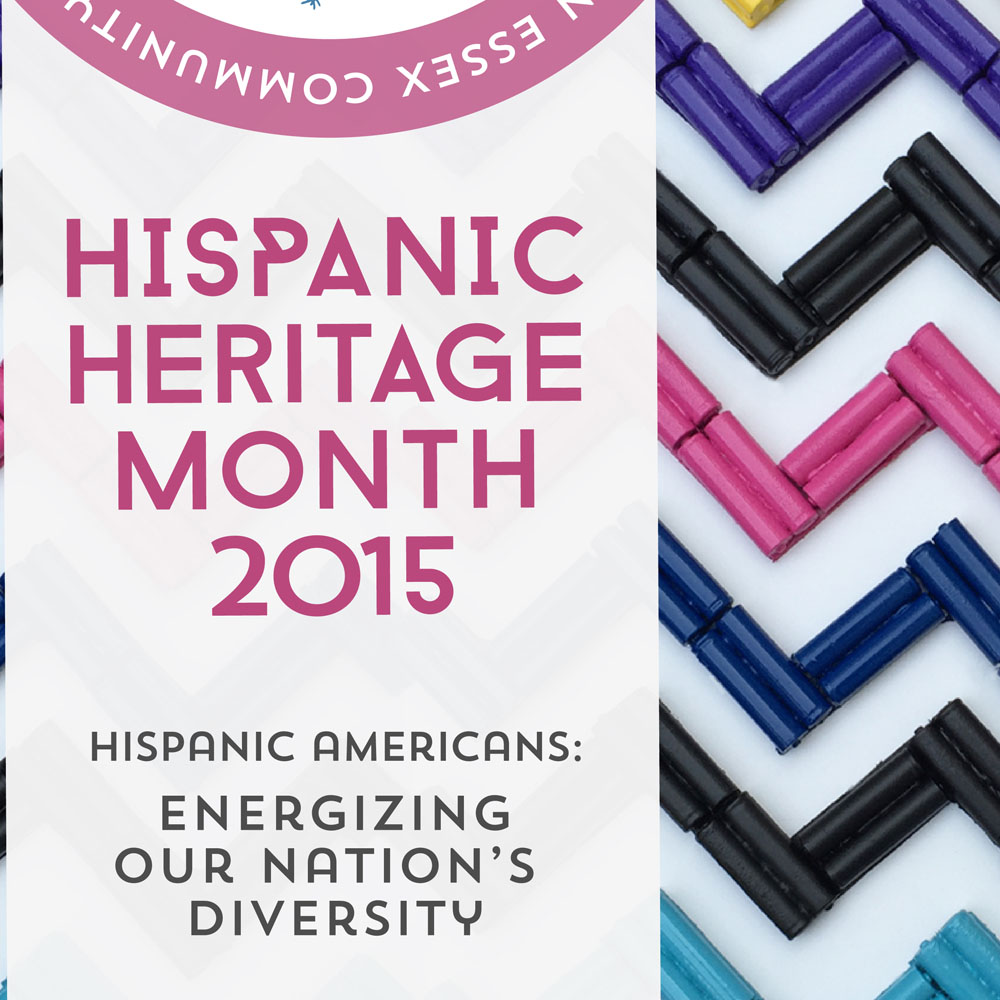 N ESSEX COMMUNITY
HISPANIC
HERITAGE
MONTH
2015
HISPANIC AMERICANS:
ENERGIZING
OUR NATION'S
DIVERSITY